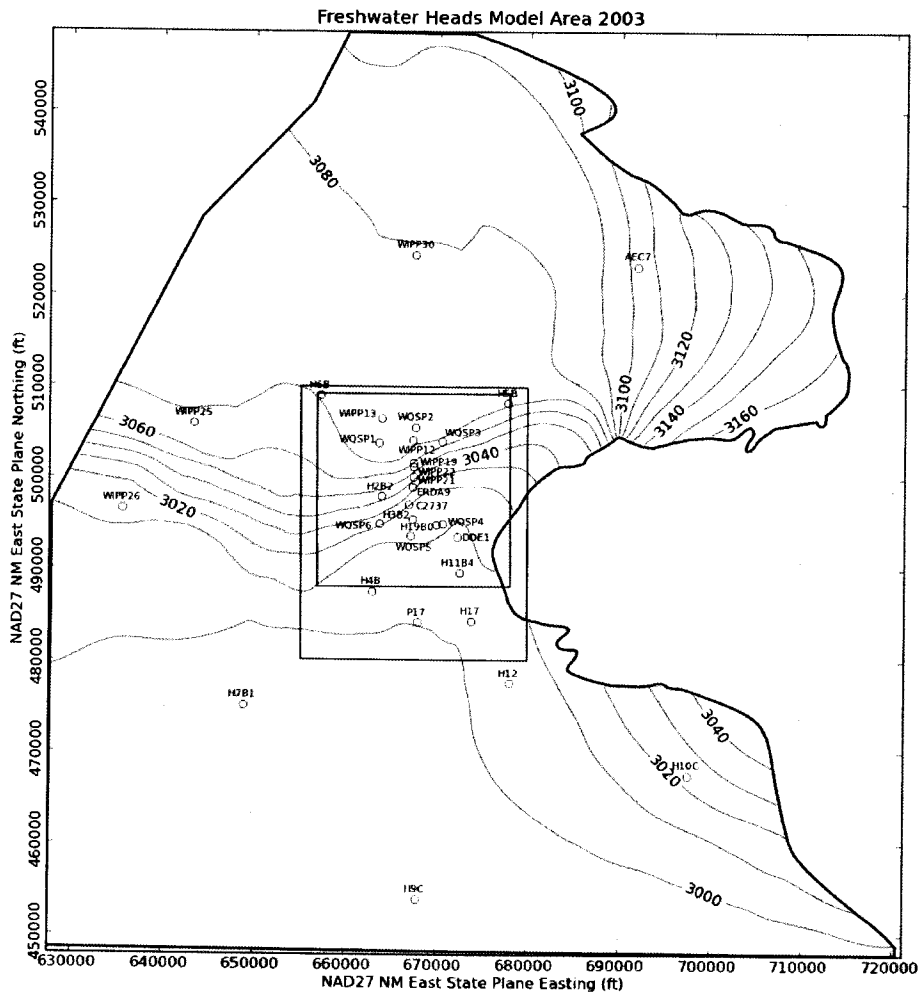 Freshwater Heads Model Area 2003
NAD27 NM East State Plane Northing (ft)
540000
530000
520000
510000
500000
490000
480000
470000
460000
450000
3100
3080
WIPP30
AEC7
3120
3100
3140
3160
H6B
H5B
WIPP25
WIPP13
WQSP2
3060
WQSP1
WQSP3
WIPP12
3040
WIPP19
WIPP22
WIPP21
WIPP26
H2B2
ERDA9
3020
C2737
H3B2
WQSP6
H19B0
WQSP4
WQSP5
DOE1
H11B4
H4B
P17
H17
H12
H7B1
3040
3020
H10C
H9C
3000
630000 640000 650000 660000 670000 680000 690000 700000 710000 720000
NAD27 NM East State Plane Easting (ft)